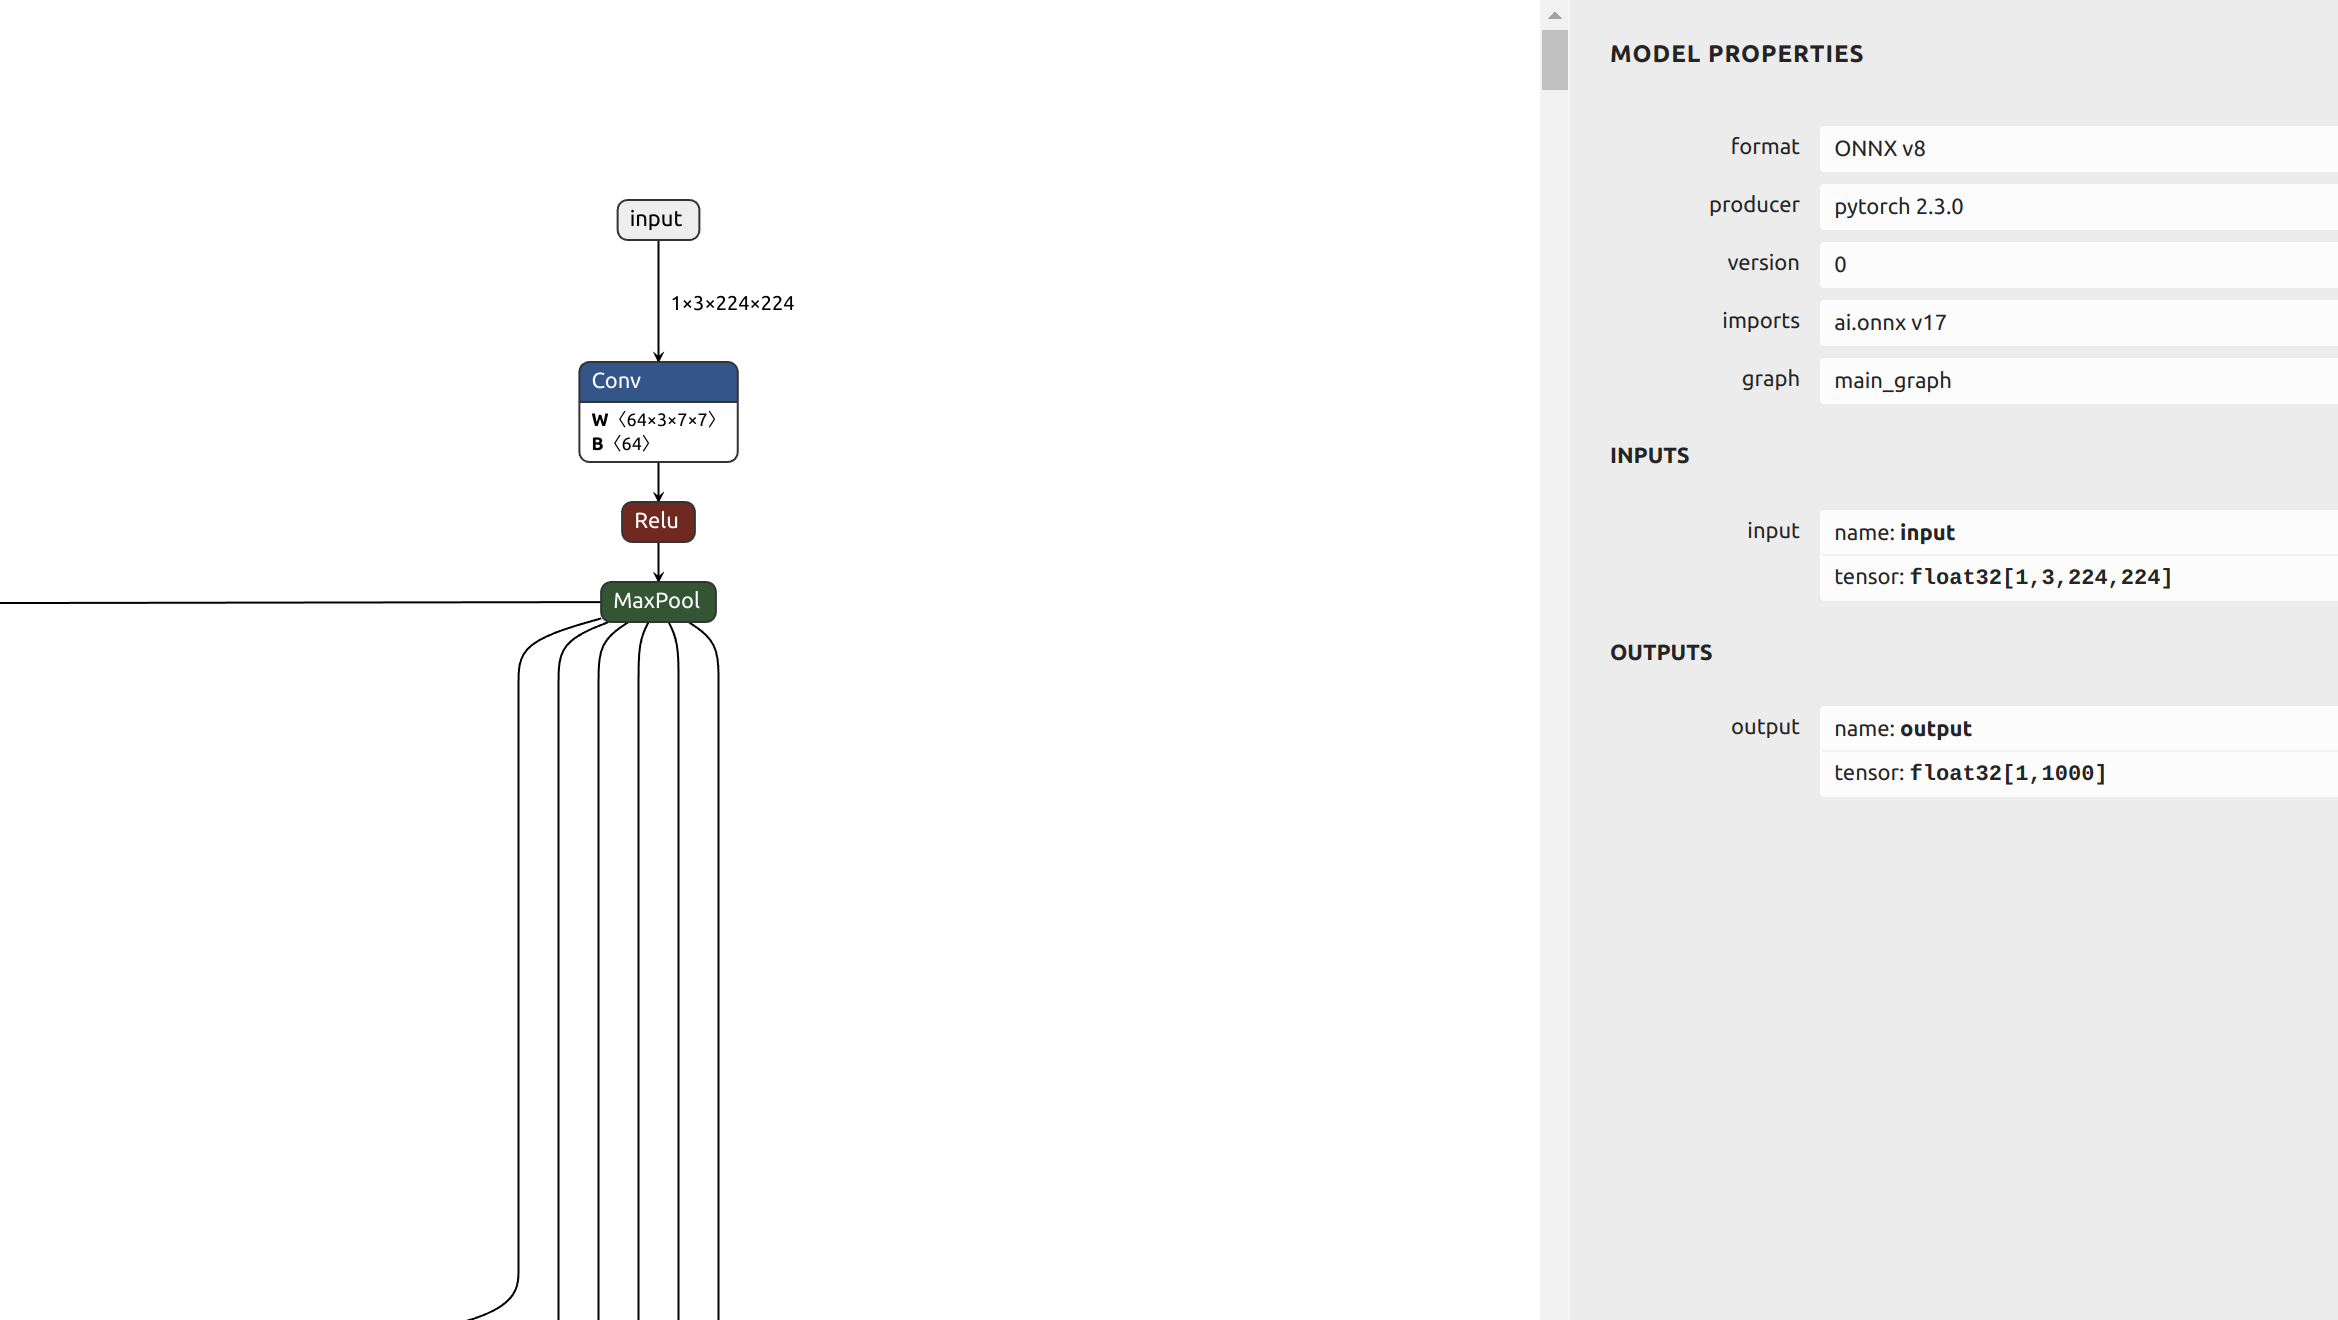 input
1×3×224×224
Conv
W 〈64×3×7×7〉
B 〈64〉
Relu
MaxPool
MODEL PROPERTIES
format ONNX v8
producer pytorch 2.3.0
version 0
imports ai.onnx v17
graph main_graph
INPUTS
input name: input
tensor: float32[1,3,224,224]
OUTPUTS
output name: output
tensor: float32[1,1000]